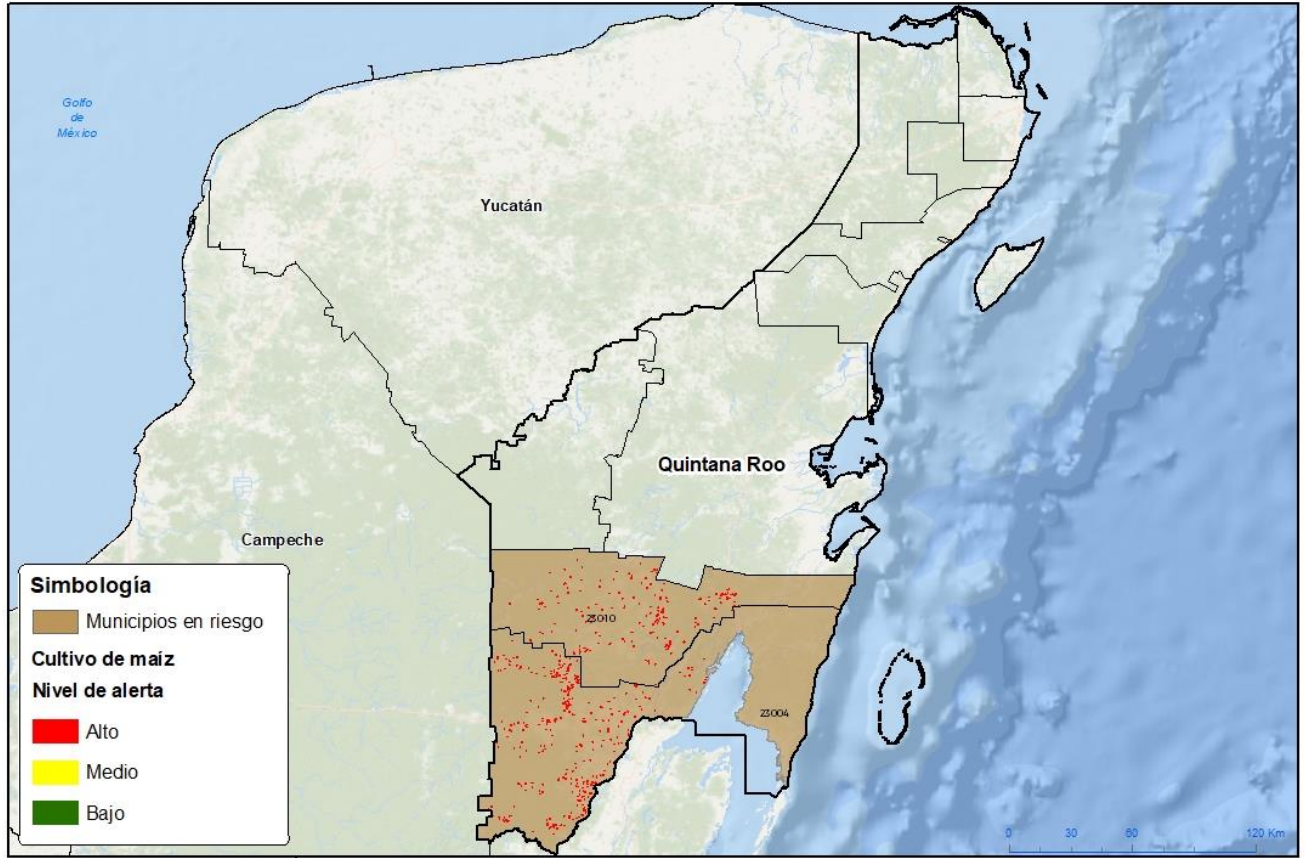 Golfo
de
México
Yucatán
Quintana Roo
Campeche
23010
23004
Simbología
Municipios en riesgo
Cultivo de maíz
Nivel de alerta
Alto
Medio
Bajo
0 30 60 120 Km